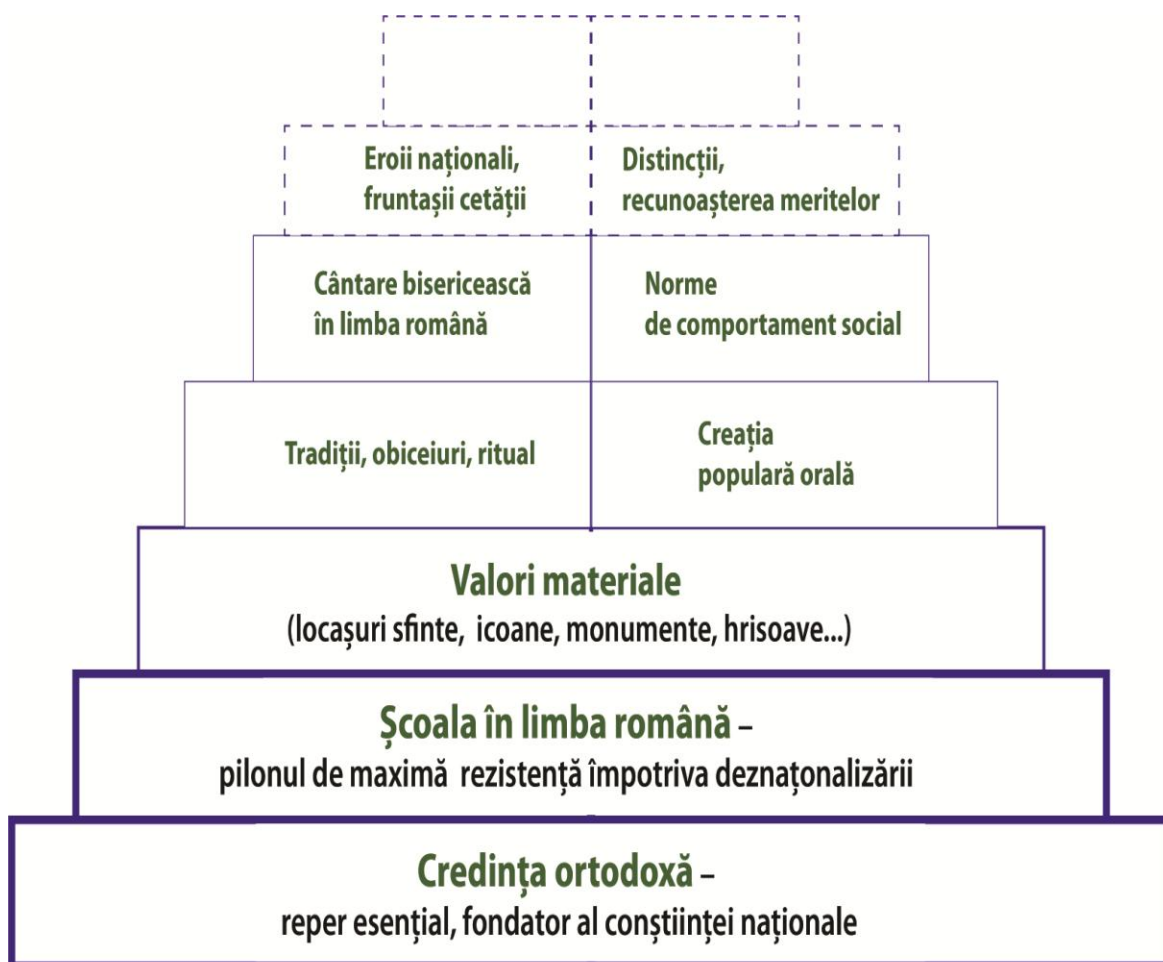 Eroii naționali,
fruntașii cetății
Distincții,
recunoașterea meritelor
Cântare bisericească
în limba română
Norme
de comportament social
Tradiții, obiceiuri, ritual
Creația
populară orală
Valori materiale
(locașuri sfinte, icoane, monumente, hrisoave...)
Școala în limba română –
pilonul de maximă rezistență împotriva deznaționalizării
Credința ortodoxă –
reper esențial, fondator al conștiinței naționale